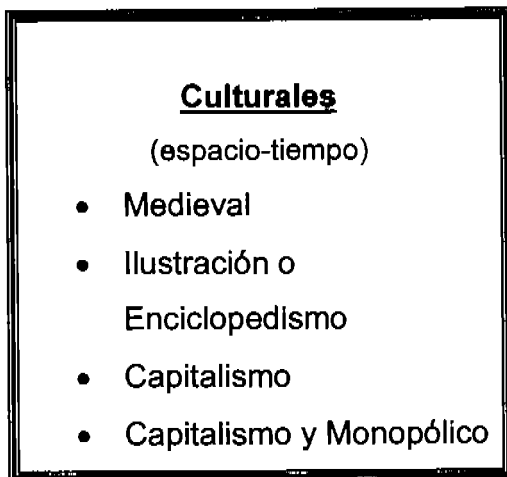 Culturales
(espacio-tiempo)
• Medieval
• Ilustración o
Enciclopedismo
• Capitalismo
• Capitalismo y Monopólico